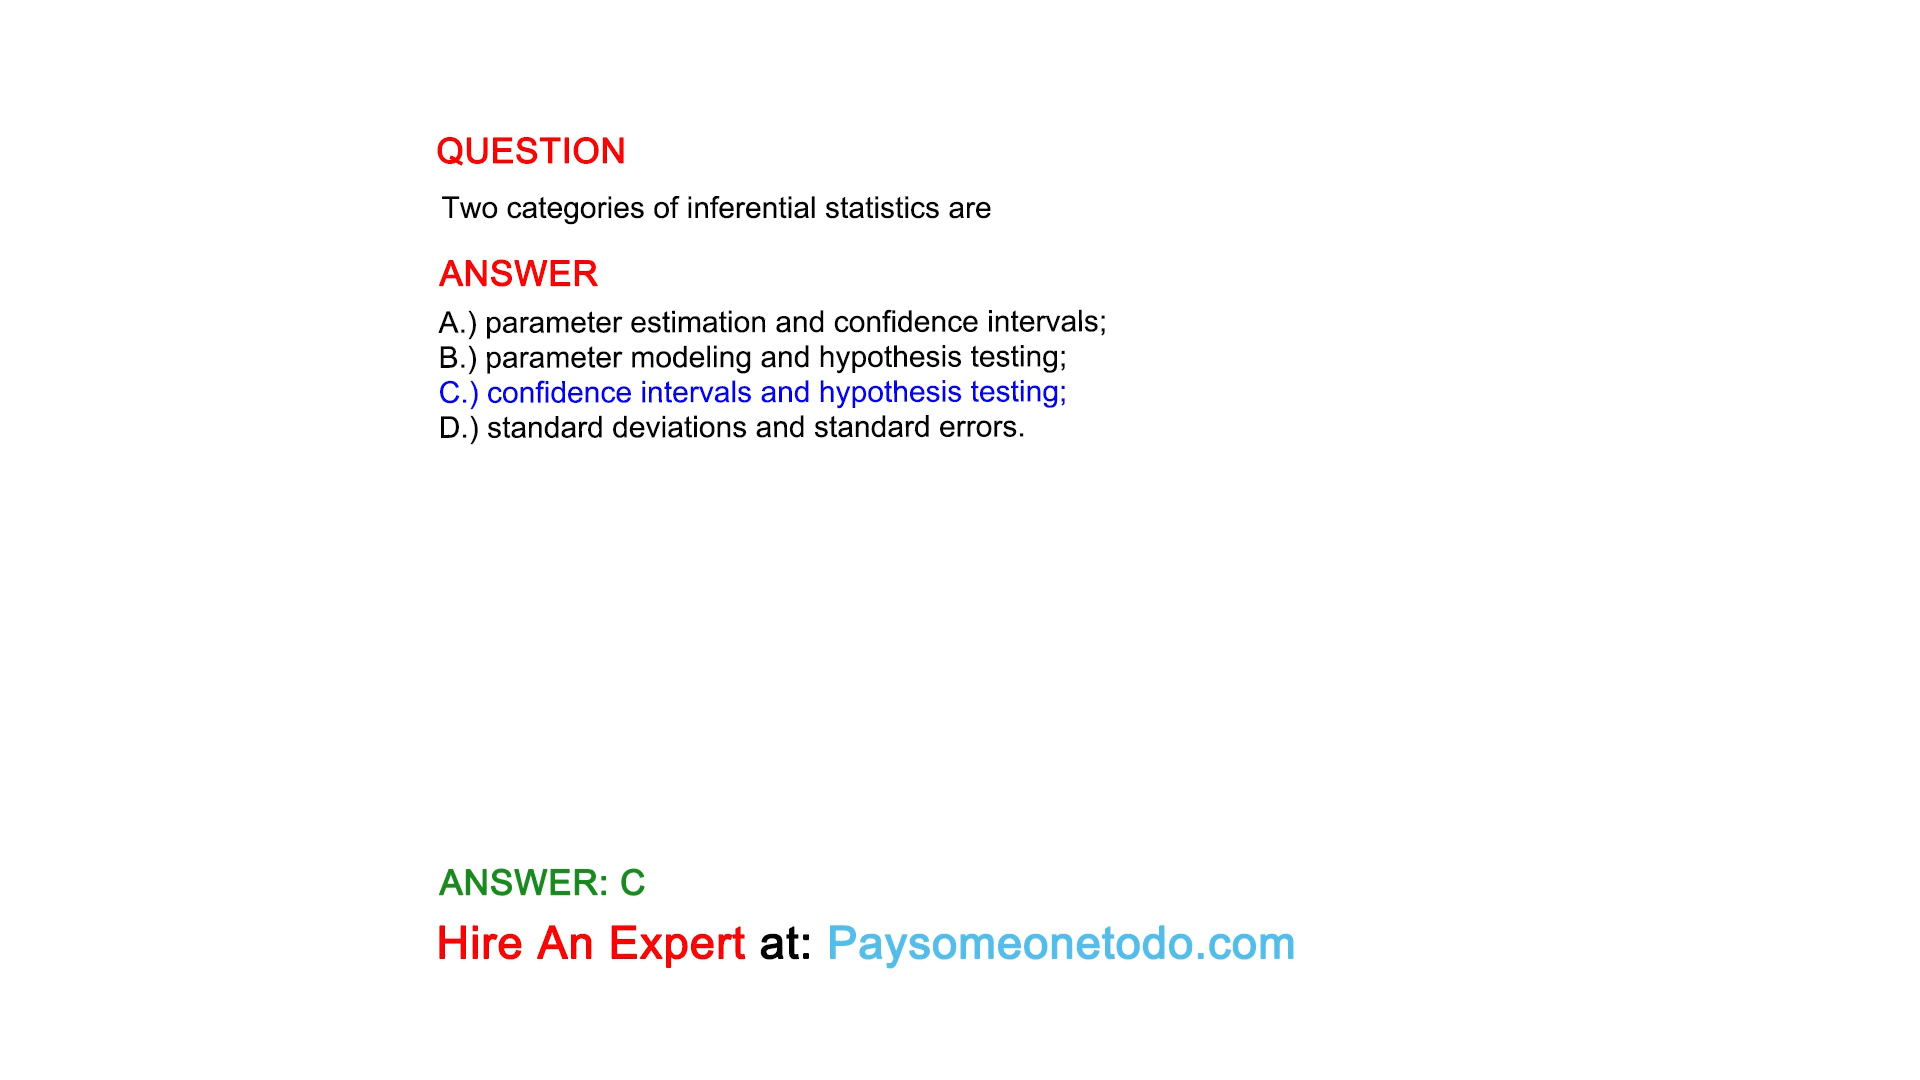 QUESTION
Two categories of inferential statistics are
ANSWER
A.) parameter estimation and confidence intervals;
B.) parameter modeling and hypothesis testing;
C.) confidence intervals and hypothesis testing;
D.) standard deviations and standard errors.
ANSWER: C
Hire An Expert at: Paysomeonetodo.com